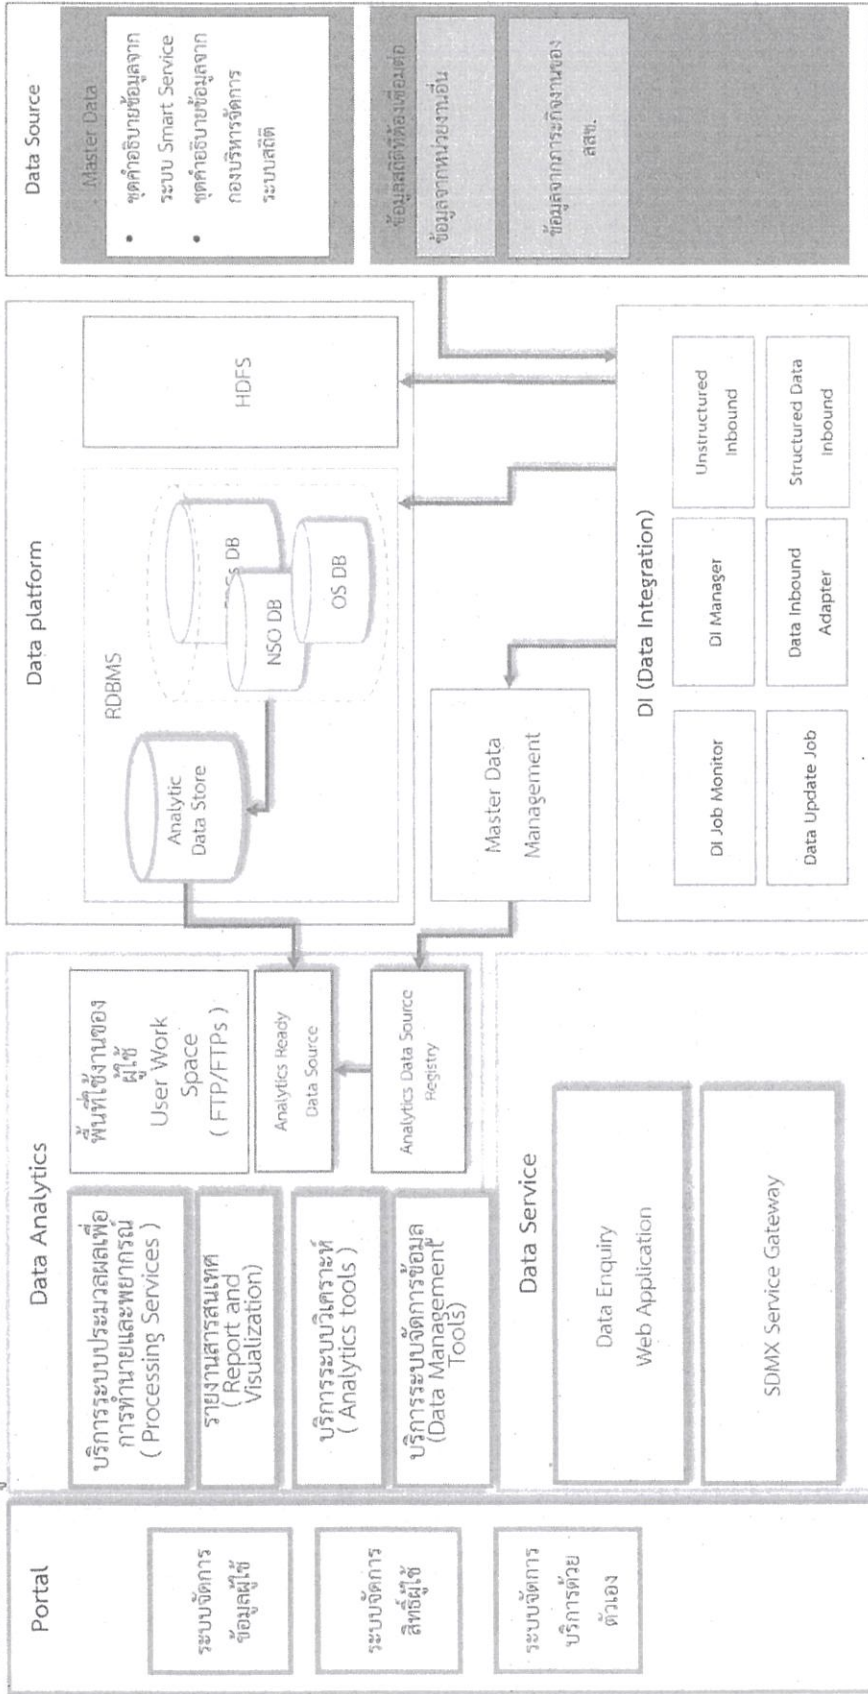 Portal
ระบบจัดการ
ข้อมูลผู้ใช้
ระบบจัดการ
สิทธิ์ผู้ใช้
ระบบจัดการ
บริการด้วย
ตัวเอง
Data Analytics
บริการระบบประมวลผลเพื่อ
การทำนายและพยากรณ์
( Processing Services )
รายงานสารสนเทศ
( Report and
Visualization)
บริการระบบวิเคราะห์
( Analytics tools )
บริการระบบจัดการข้อมูล
(Data Management
Tools)
พื้นที่ใช้งานของ
ผู้ใช้
User Work
Space
( FTP/FTPs )
Analytics Ready
Data Source
Analytics Data Source
Registry
Data Service
Data Enquiry
Web Application
SDMX Service Gateway
Data platform
RDBMS
Analytic
Data Store
DB
NSO DB
OS DB
HDFS
Master Data
Management
DI (Data Integration)
DI Job Monitor
DI Manager
Unstructured
Inbound
Data Update Job
Data Inbound
Adapter
Structured Data
Inbound
Data Source
Master Data
• ชุดคำอธิบายข้อมูลจาก
ระบบ Smart Service
• ชุดคำอธิบายข้อมูลจาก
กองบริหารจัดการ
ระบบสถิติ
ข้อมูลสถิติที่ต้องเชื่อมต่อ
ข้อมูลจากหน่วยงานอื่น
ข้อมูลจากภาระกิจงานของ
สสช.